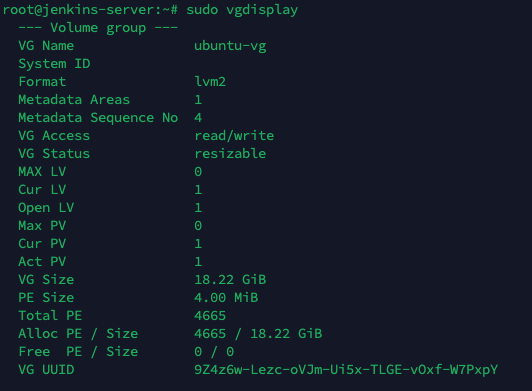 root@jenkins-server:~# sudo vgdisplay
--- Volume group ---
VG Name ubuntu-vg
System ID
Format lvm2
Metadata Areas 1
Metadata Sequence No 4
VG Access read/write
VG Status resizable
MAX LV 0
Cur LV 1
Open LV 1
Max PV 0
Cur PV 1
Act PV 1
VG Size 18.22 GiB
PE Size 4.00 MiB
Total PE 4665
Alloc PE / Size 4665 / 18.22 GiB
Free PE / Size 0 / 0
VG UUID 9Z4z6w-Lezc-oVJm-Ui5x-TLGE-vOxf-W7PxpY